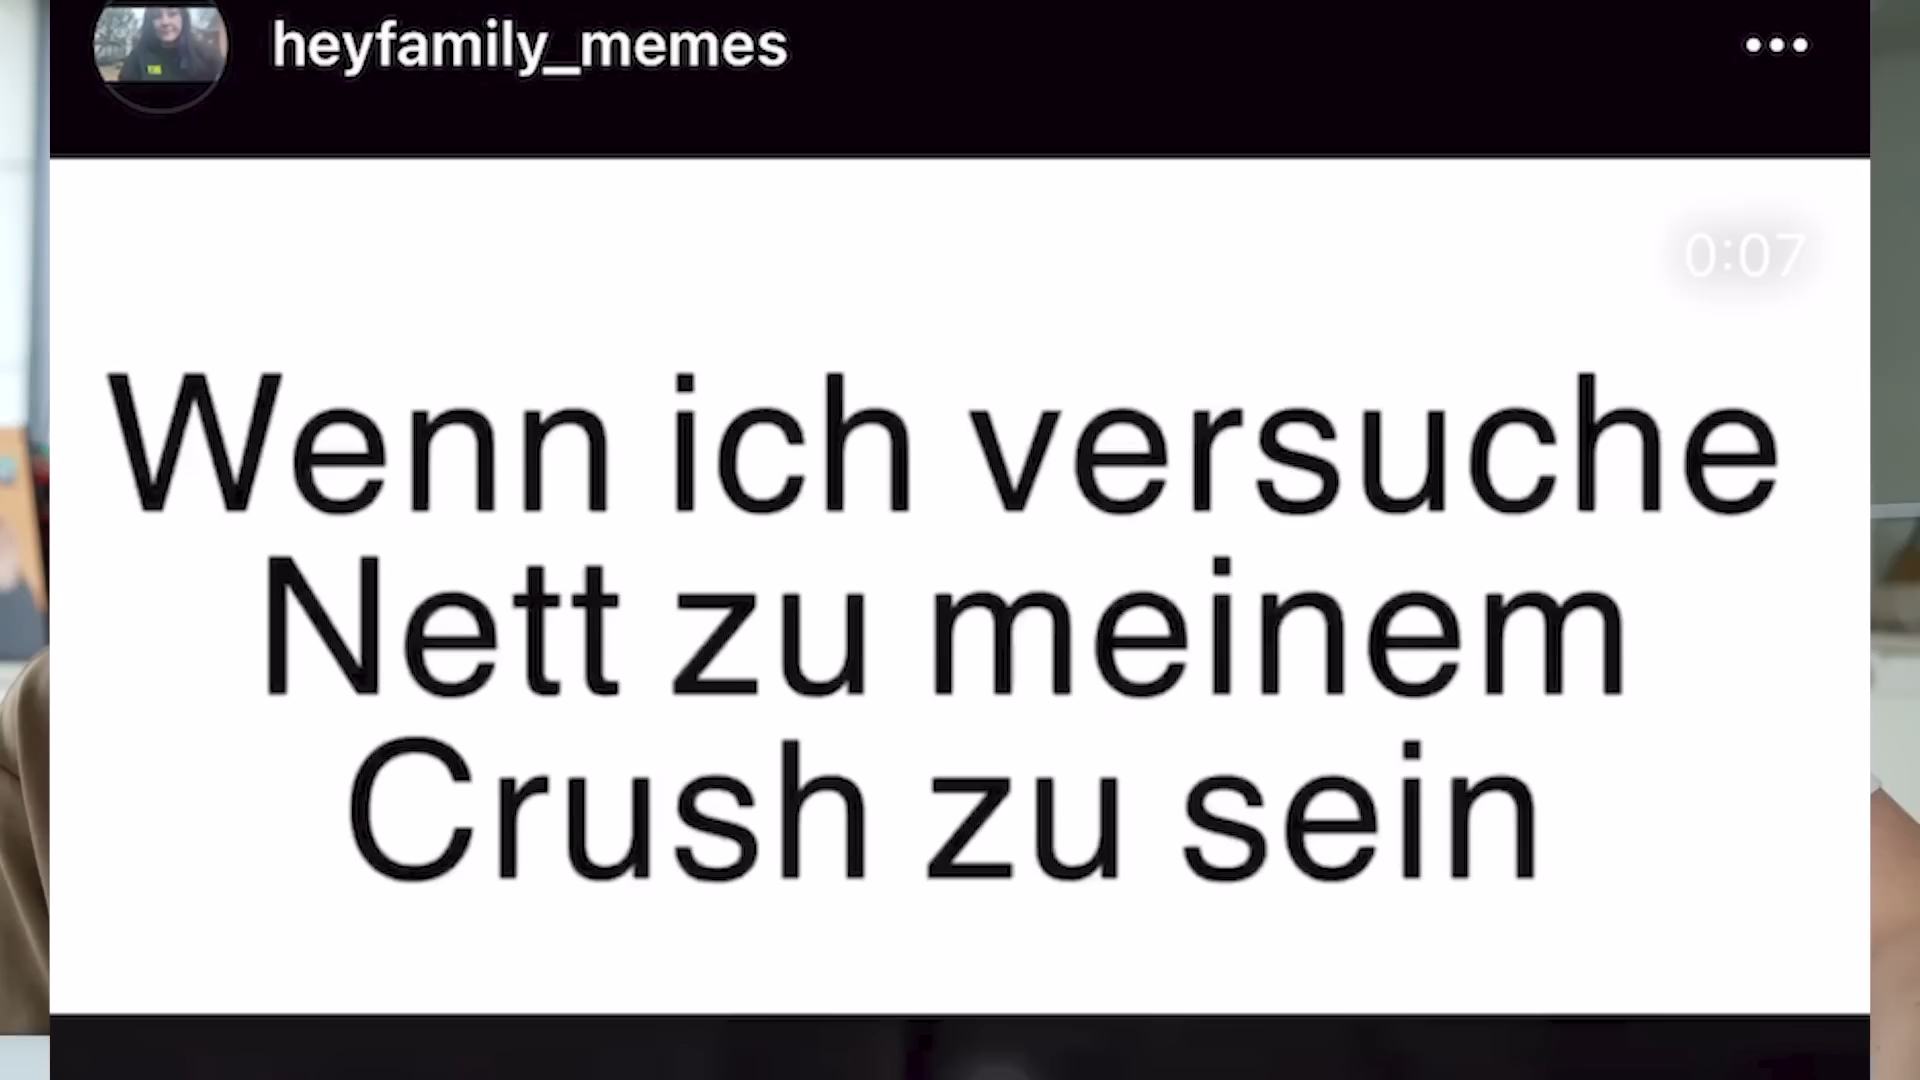 heyfamily_memes
0:07
Wenn ich versuche
Nett zu meinem
Crush zu sein